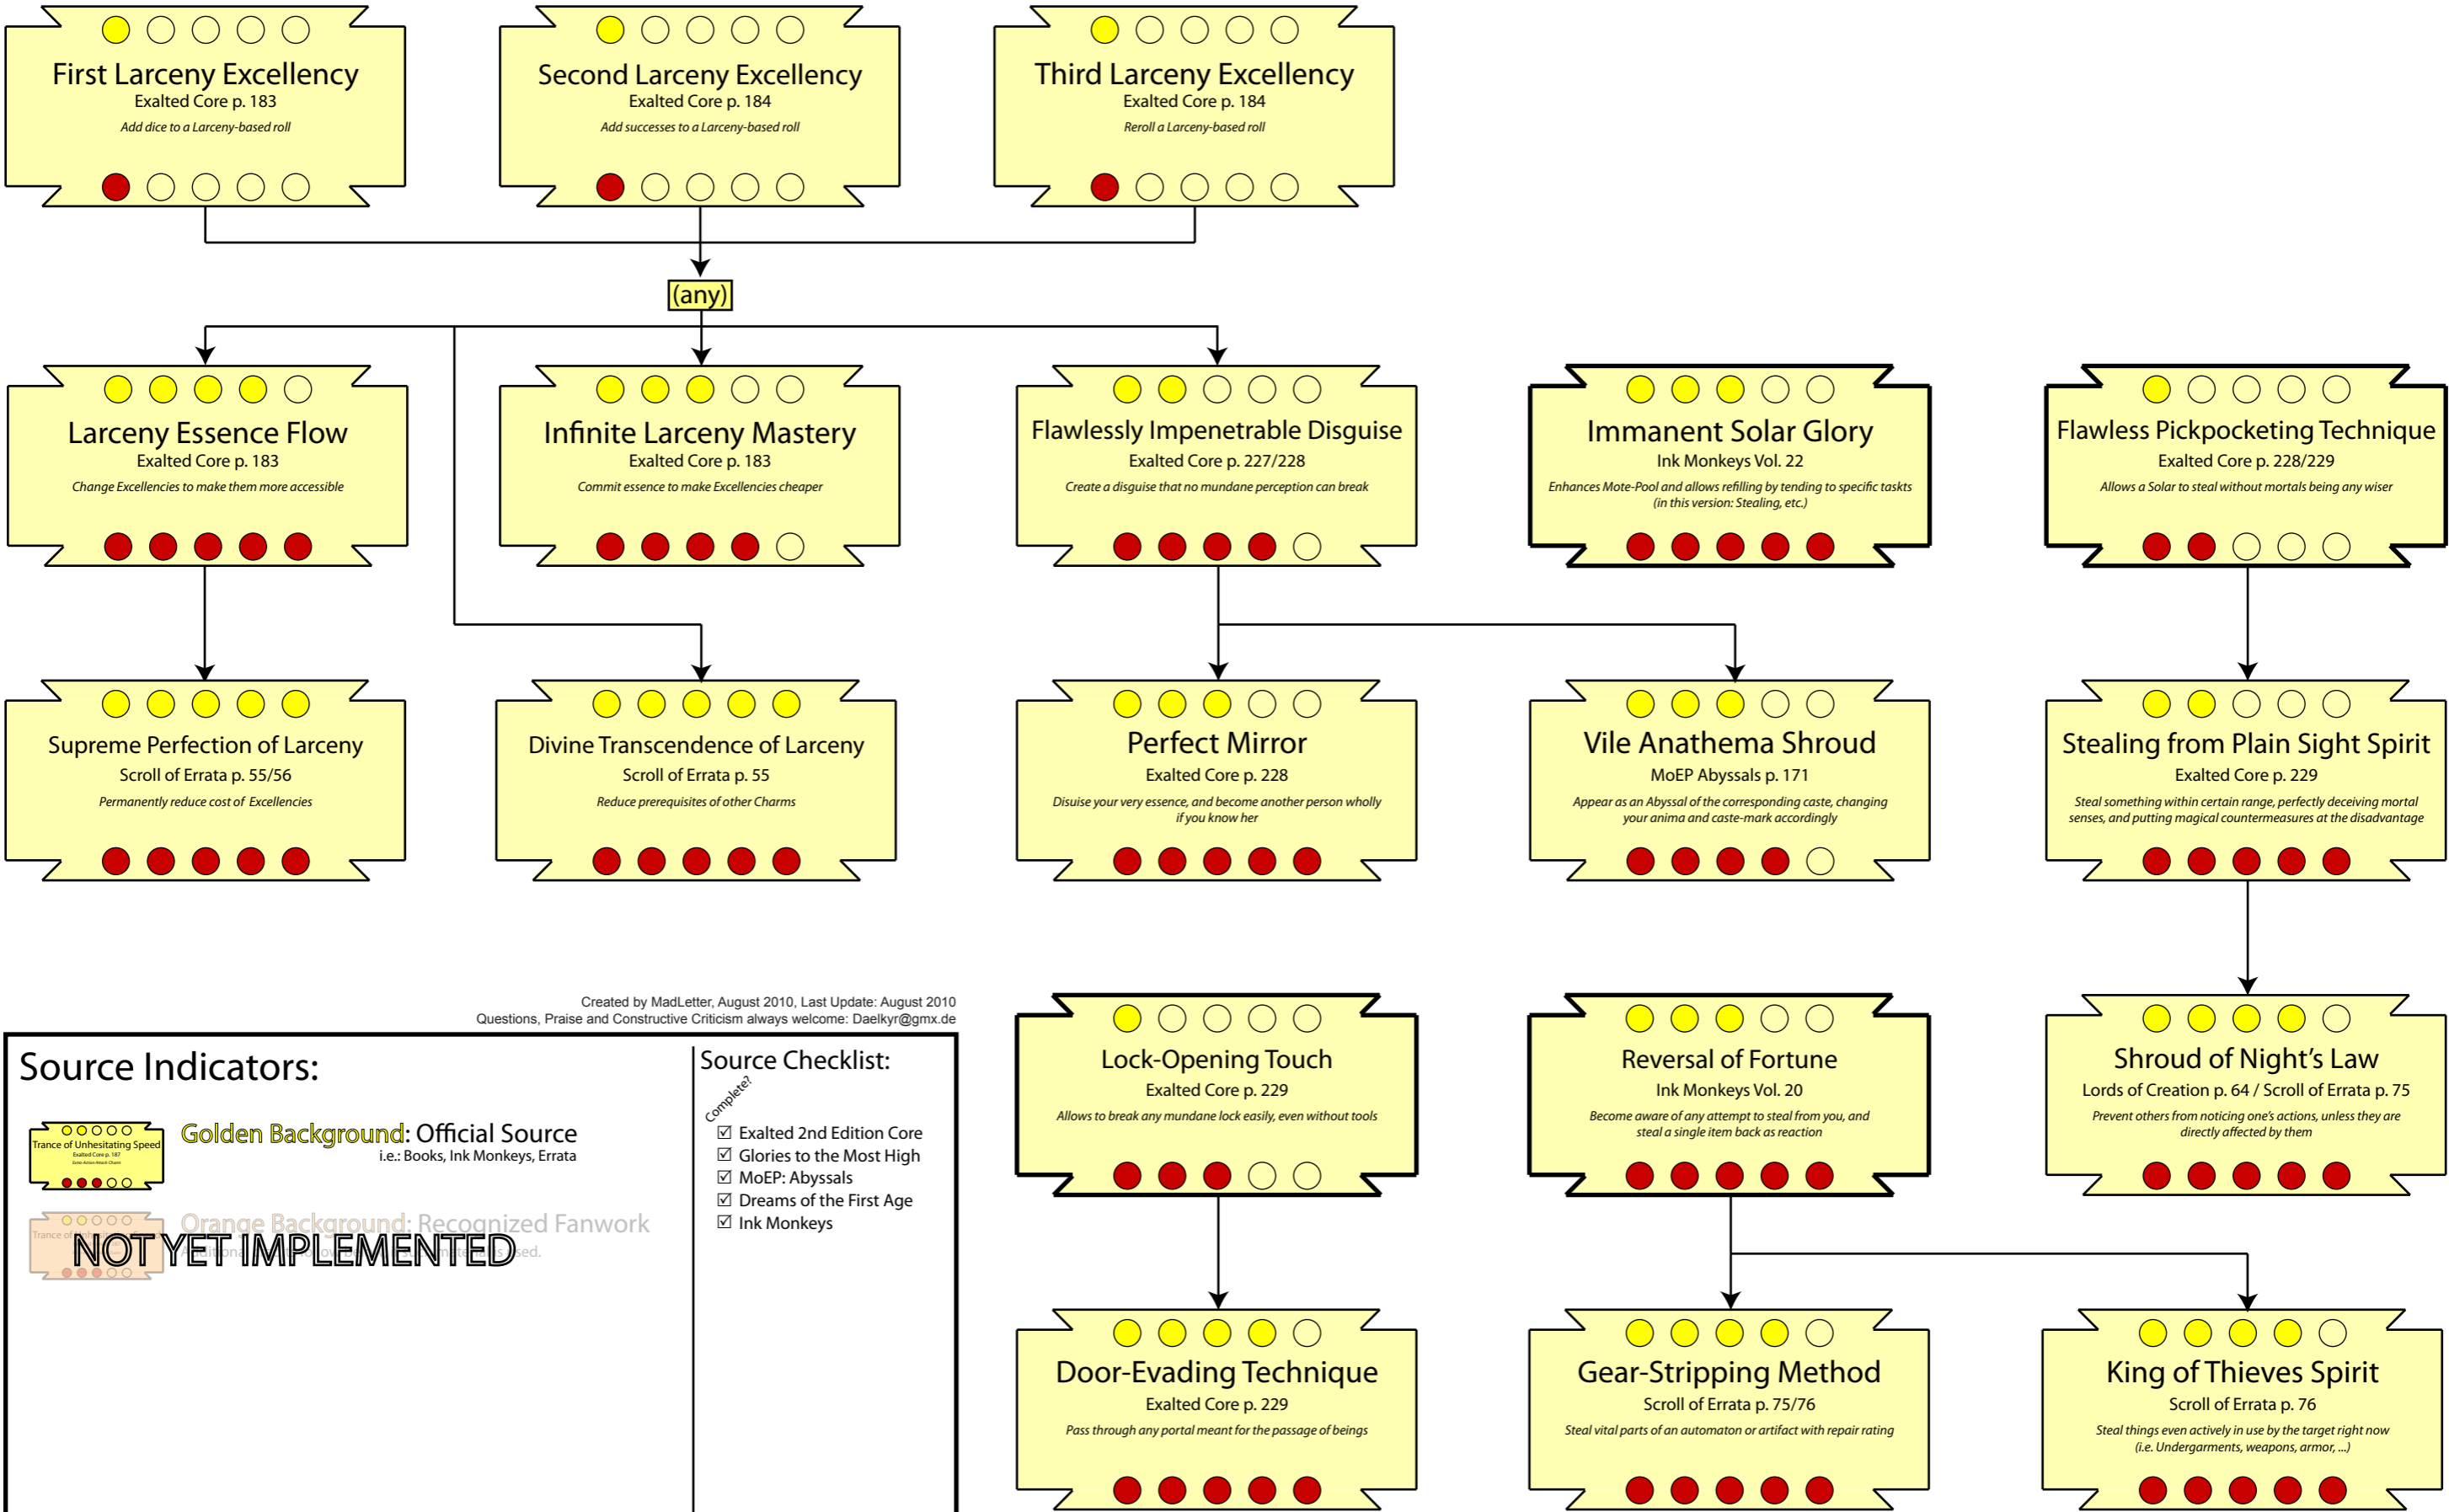 First Larceny Excellency
Exalted Core p. 183
Add dice to a Larceny-based roll
Second Larceny Excellency
Exalted Core p. 184
Add successes to a Larceny-based roll
Third Larceny Excellency
Exalted Core p. 184
Reroll a Larceny-based roll
(any)
Larceny Essence Flow
Exalted Core p. 183
Change Excellencies to make them more accessible
Infinite Larceny Mastery
Exalted Core p. 183
Commit essence to make Excellencies cheaper
Flawlessly Impenetrable Disguise
Exalted Core p. 227/228
Create a disguise that no mundane perception can break
Immanent Solar Glory
Ink Monkeys Vol. 22
Enhances Mote-Pool and allows refilling by tending to specific taskts
(in this version: Stealing, etc.)
Flawless Pickpocketing Technique
Exalted Core p. 228/229
Allows a Solar to steal without mortals being any wiser
Supreme Perfection of Larceny
Scroll of Errata p. 55/56
Permanently reduce cost of Excellencies
Divine Transcendence of Larceny
Scroll of Errata p. 55
Reduce prerequisites of other Charms
Perfect Mirror
Exalted Core p. 228
Disuise your very essence, and become another person wholly
if you know her
Vile Anathema Shroud
MoEP Abyssals p. 171
Appear as an Abyssal of the corresponding caste, changing
your anima and caste-mark accordingly
Stealing from Plain Sight Spirit
Exalted Core p. 229
Steal something within certain range, perfectly deceiving mortal
senses, and putting magical countermeasures at the disadvantage
Created by MadLetter, August 2010, Last Update: August 2010
Questions, Praise and Constructive Criticism always welcome: Daelkyr@gmx.de
Source Indicators:
Trance of Unhesitating Speed
Exalted Core p. 187
Extra Action Attack Charm
Golden Background: Official Source
i.e.: Books, Ink Monkeys, Errata
Orange Background: Recognized Fanwork
NOT YET IMPLEMENTED
Source Checklist:
Complete?
☑ Exalted 2nd Edition Core
☑ Glories to the Most High
☑ MoEP: Abyssals
☑ Dreams of the First Age
☑ Ink Monkeys
Lock-Opening Touch
Exalted Core p. 229
Allows to break any mundane lock easily, even without tools
Reversal of Fortune
Ink Monkeys Vol. 20
Become aware of any attempt to steal from you, and
steal a single item back as reaction
Shroud of Night's Law
Lords of Creation p. 64 / Scroll of Errata p. 75
Prevent others from noticing one's actions, unless they are
directly affected by them
Door-Evading Technique
Exalted Core p. 229
Pass through any portal meant for the passage of beings
Gear-Stripping Method
Scroll of Errata p. 75/76
Steal vital parts of an automaton or artifact with repair rating
King of Thieves Spirit
Scroll of Errata p. 76
Steal things even actively in use by the target right now
(i.e. Undergarments, weapons, armor, ...)